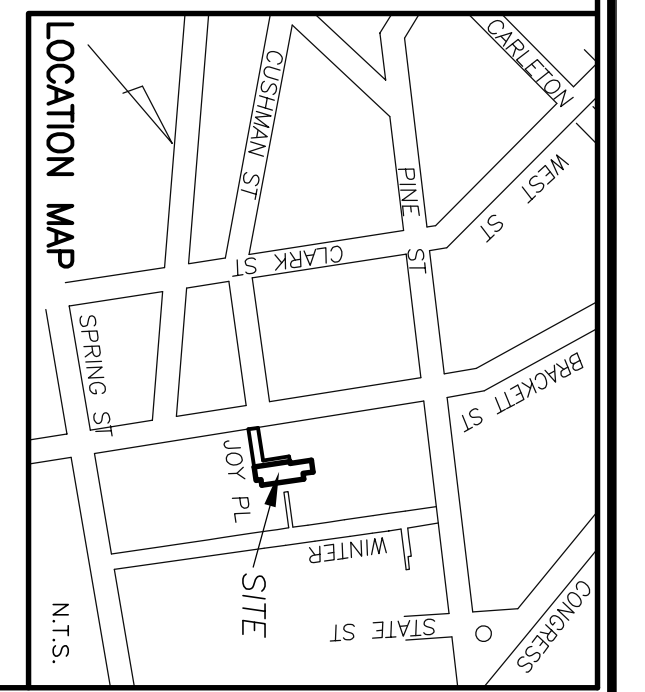 LOCATION MAP
CARLETON
CUSHMAN ST
PINE ST
WEST ST
CLARK ST
SPRING ST
BRACKETT ST
JOY PL
WINTER
SITE
STATE ST
CONGRESS
N.T.S.